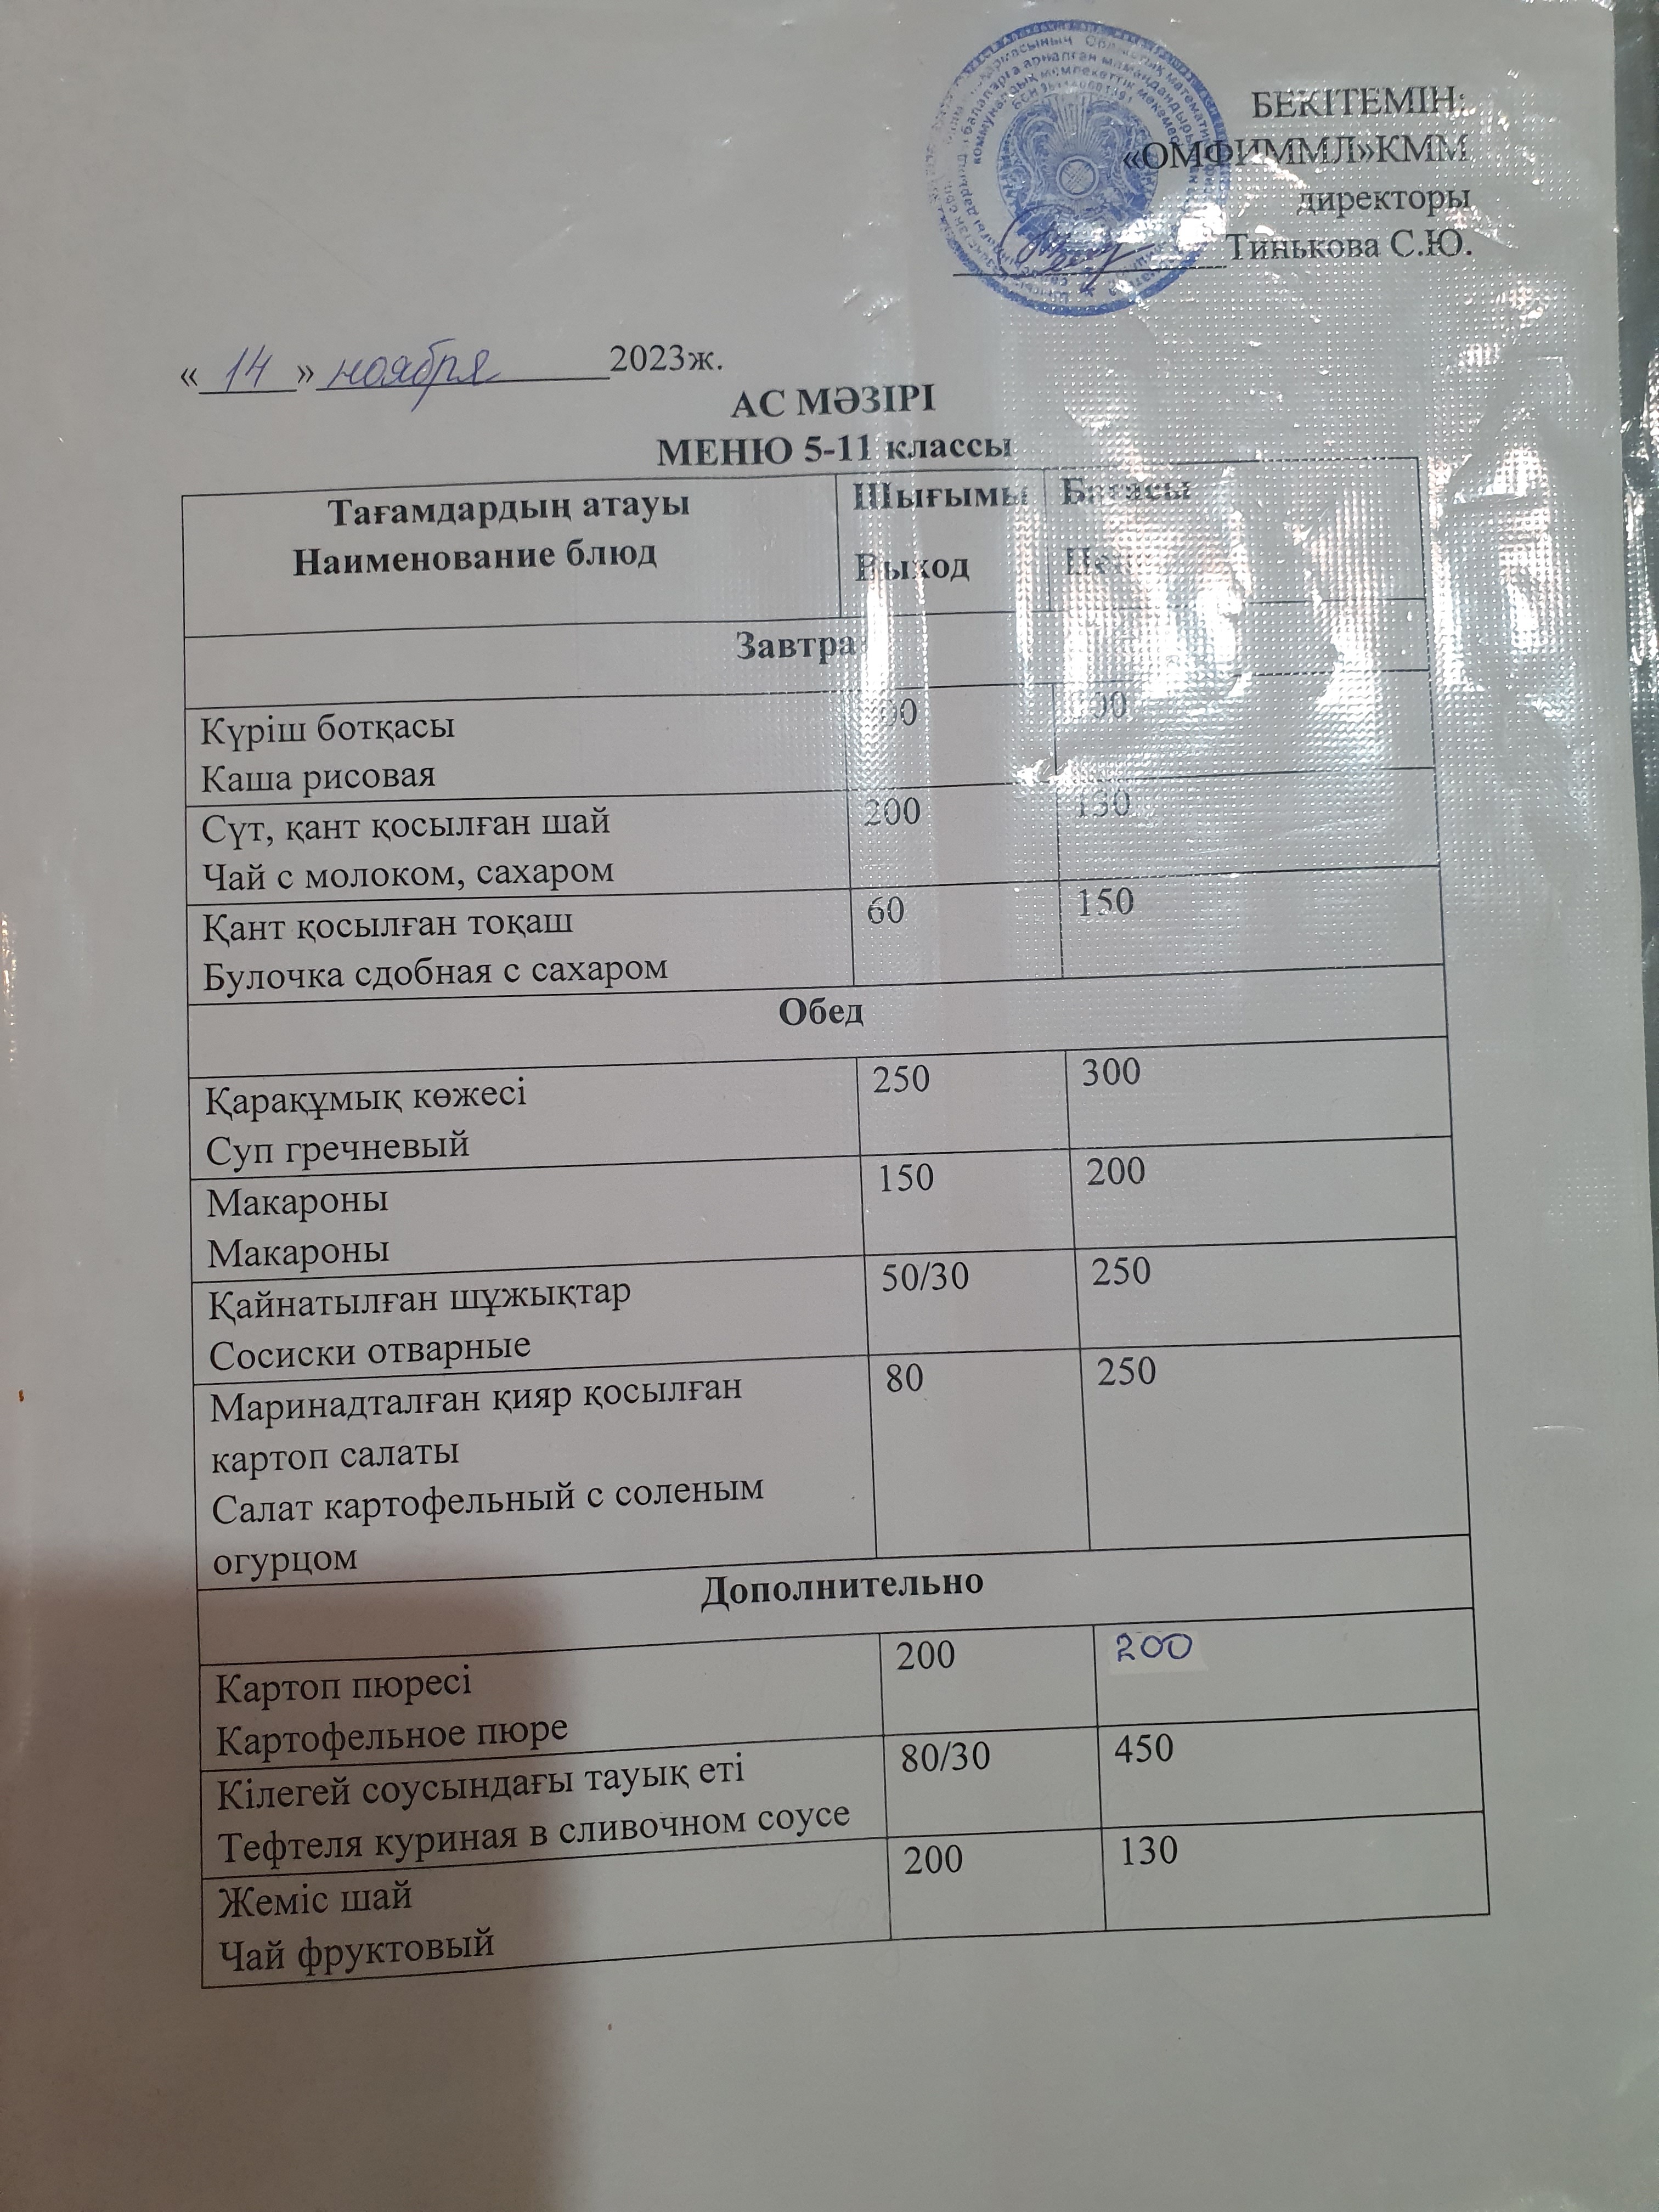 БЕКІТЕМІН:
«ОМФИММЛ»КММ
директоры
Тинькова С.Ю.
«14» ноября 2023ж.
АС МӘЗІРІ
МЕНЮ 5-11 классы
Тағамдардың атауы
Наименование блюд
Шығымы
Выход
Бағасы
Завтра
Күріш ботқасы
Каша рисовая
Сүт, қант қосылған шай
Чай с молоком, сахаром
200
130
Қант қосылған тоқаш
Булочка сдобная с сахаром
60
150
Обед
Қарақұмық көжесі
Суп гречневый
250
300
Макароны
Макароны
150
200
Қайнатылған шұжықтар
Сосиски отварные
50/30
250
Маринадталған қияр қосылған
картоп салаты
Салат картофельный с соленым
огурцом
80
250
Дополнительно
Картоп пюресі
Картофельное пюре
200
200
Кілегей соусындағы тауық еті
Тефтеля куриная в сливочном соусе
80/30
450
Жеміс шай
Чай фруктовый
200
130